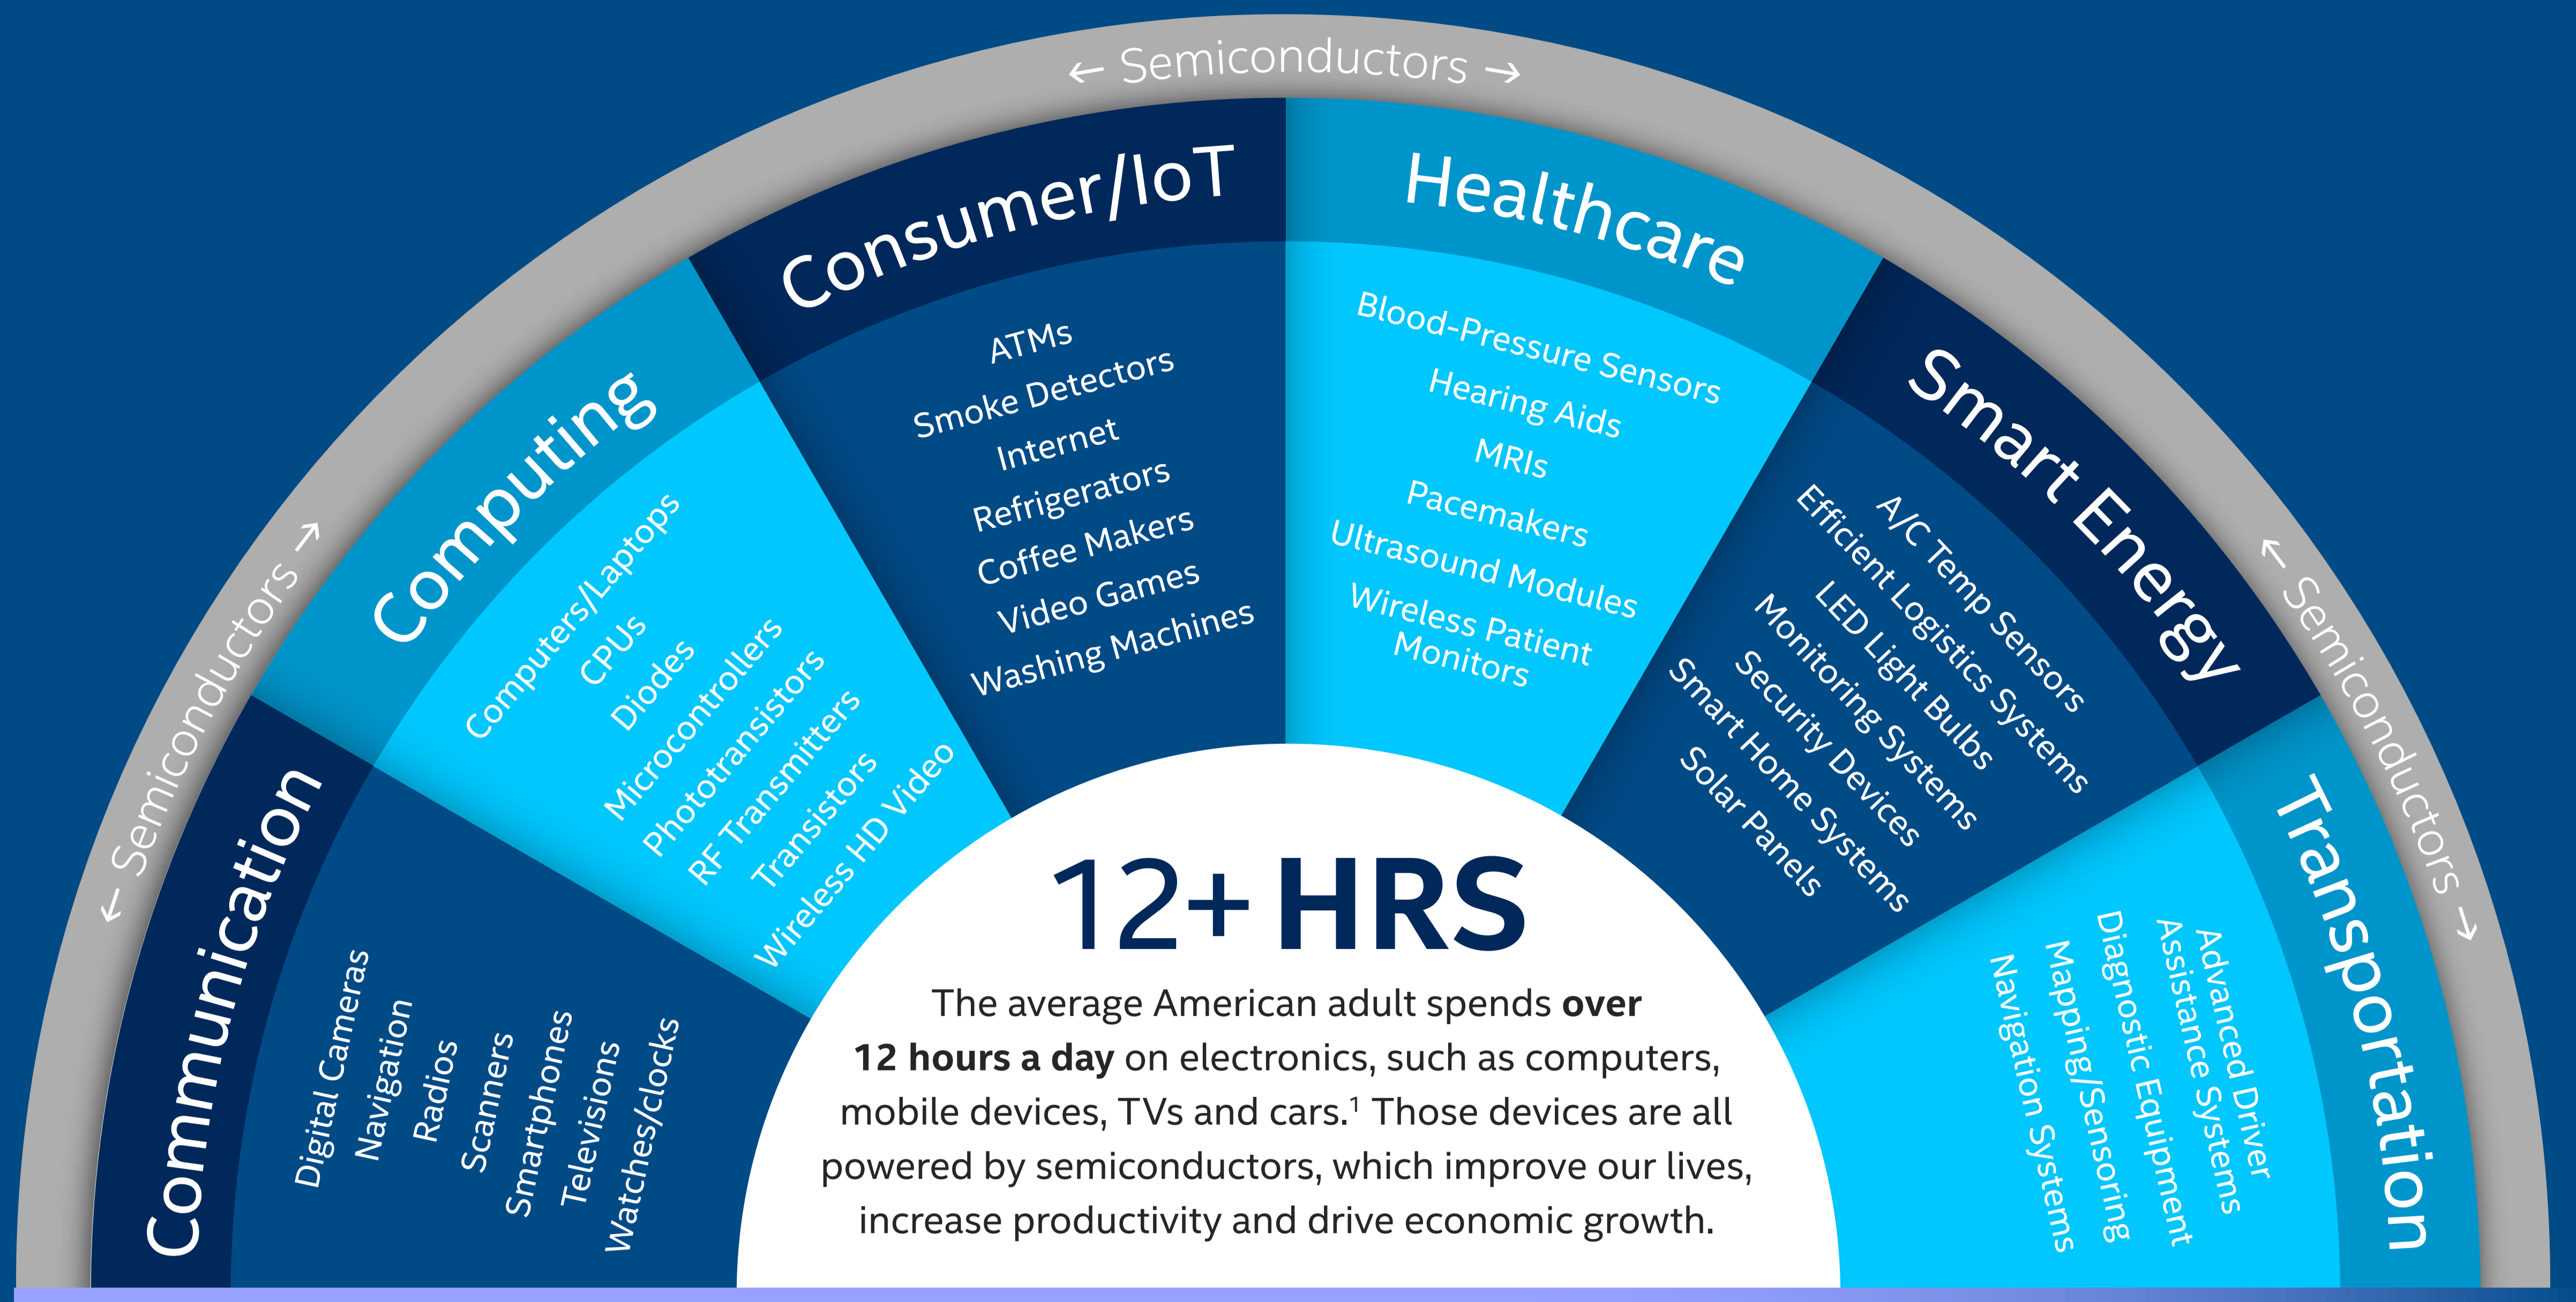 ← Semiconductors →
← Semiconductors →
← Semiconductors →
Communication
Digital Cameras
Navigation
Radios
Scanners
Smartphones
Televisions
Watches/clocks
Computing
Computers/Laptops
CPUs
Diodes
Microcontrollers
Phototransistors
RF Transmitters
Transistors
Wireless HD Video
Consumer/IoT
ATMs
Smoke Detectors
Internet
Refrigerators
Coffee Makers
Video Games
Washing Machines
Healthcare
Blood-Pressure Sensors
Hearing Aids
MRIs
Pacemakers
Ultrasound Modules
Wireless Patient
Monitors
Smart Energy
A/C Temp Sensors
Efficient Logistics Systems
LED Light Bulbs
Monitoring Systems
Security Devices
Smart Home Systems
Solar Panels
Transportation
Advanced Driver
Assistance Systems
Diagnostic Equipment
Mapping/Sensoring
Navigation Systems
12+ HRS
The average American adult spends over
12 hours a day on electronics, such as computers,
mobile devices, TVs and cars.¹ Those devices are all
powered by semiconductors, which improve our lives,
increase productivity and drive economic growth.